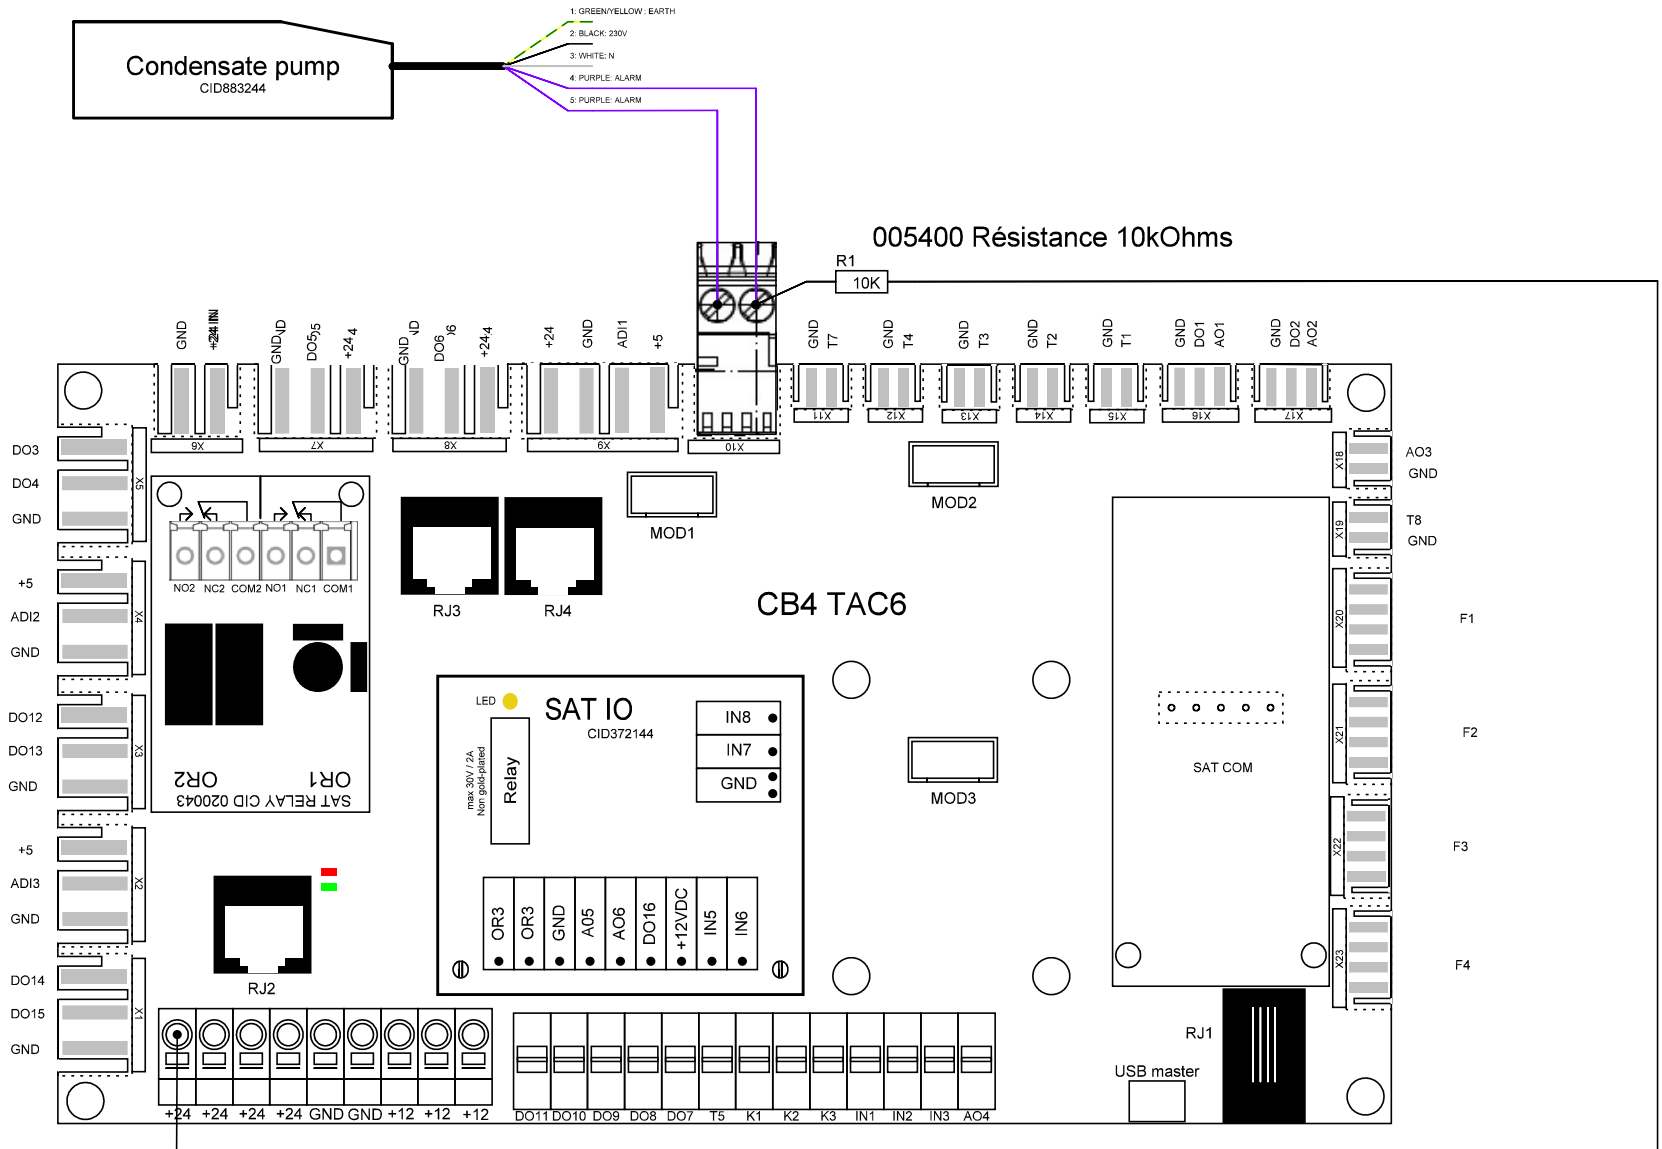 1: GREEN/YELLOW : EARTH
2: BLACK: 230V
3: WHITE: N
4: PURPLE: ALARM
5: PURPLE: ALARM
Condensate pump
CID883244
005400 Résistance 10kOhms
R1
10K
GND
+24 IN
GND
DO5
+24
GND
DO6
+24
+24
GND
ADI1
+5
GND
T7
GND
T4
GND
T3
GND
T2
GND
T1
GND
DO1
AO1
GND
DO2
AO2
X6
X7
X8
X9
X10
X11
X12
X13
X14
X15
X16
X17
DO3
DO4
GND
X5
+5
ADI2
GND
X4
DO12
DO13
GND
X3
+5
ADI3
GND
X2
DO14
DO15
GND
X1
NO2
NC2
COM2
NO1
NC1
COM1
OR2
OR1
SAT RELAY CID 020043
RJ3
RJ4
MOD1
MOD2
MOD3
CB4 TAC6
LED
SAT IO
CID372144
max 30V / 2A
Non gold-plated
Relay
IN8
IN7
GND
OR3
OR3
GND
A05
AO6
DO16
+12VDC
IN5
IN6
SAT COM
X18
AO3
GND
X19
T8
GND
X20
F1
X21
F2
X22
F3
X23
F4
RJ2
RJ1
USB master
+24
+24
+24
+24
GND
GND
+12
+12
+12
DO11
DO10
DO9
DO8
DO7
T5
K1
K2
K3
IN1
IN2
IN3
AO4